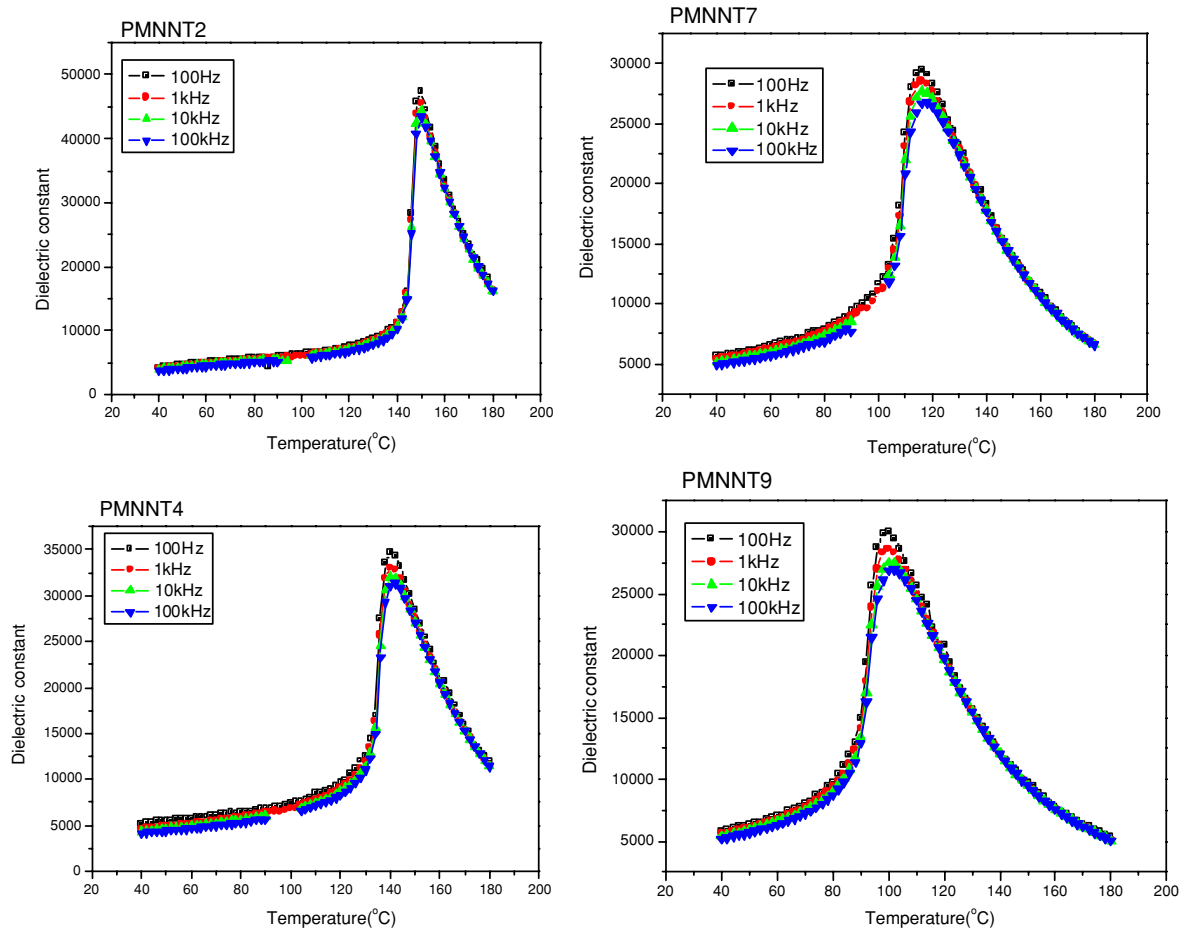 PMNNT2
50000
40000
30000
20000
10000
0
Dielectric constant
100Hz
1kHz
10kHz
100kHz
20 40 60 80 100 120 140 160 180 200
Temperature(°C)
PMNNT7
30000
25000
20000
15000
10000
5000
Dielectric constant
100Hz
1kHz
10kHz
100kHz
20 40 60 80 100 120 140 160 180 200
Temperature(°C)
PMNNT4
35000
30000
25000
20000
15000
10000
5000
0
Dielectric constant
100Hz
1kHz
10kHz
100kHz
20 40 60 80 100 120 140 160 180 200
Temperature(°C)
PMNNT9
30000
25000
20000
15000
10000
5000
Dielectric constant
100Hz
1kHz
10kHz
100kHz
20 40 60 80 100 120 140 160 180 200
Temperature(°C)